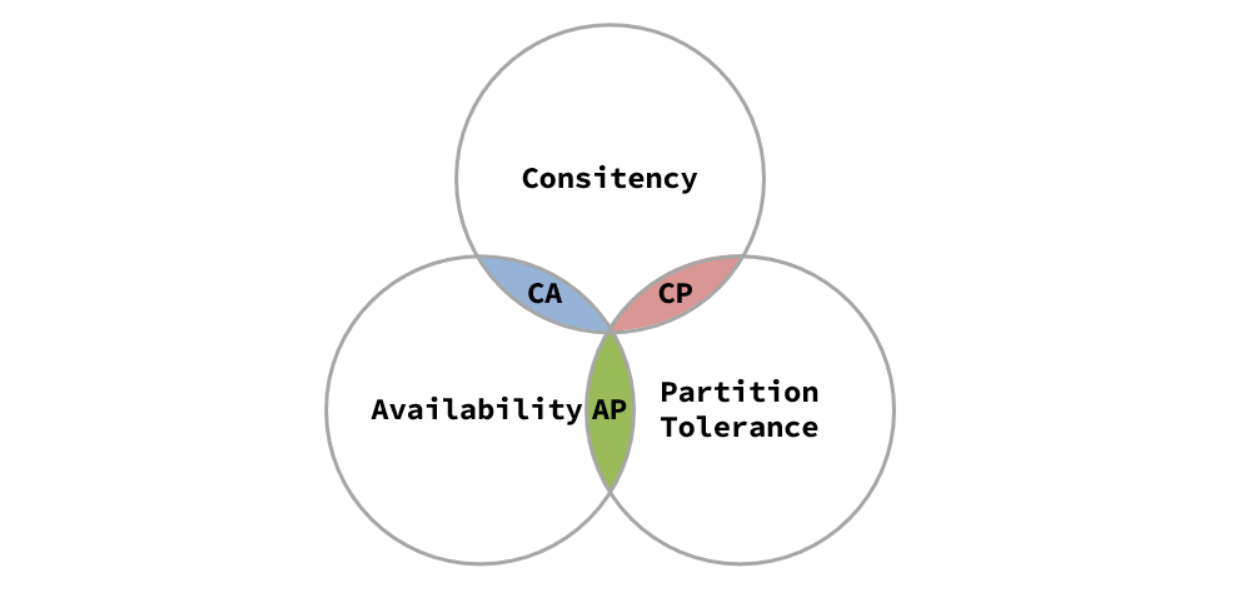 Consitency
CA
CP
Availability
AP
Partition
Tolerance